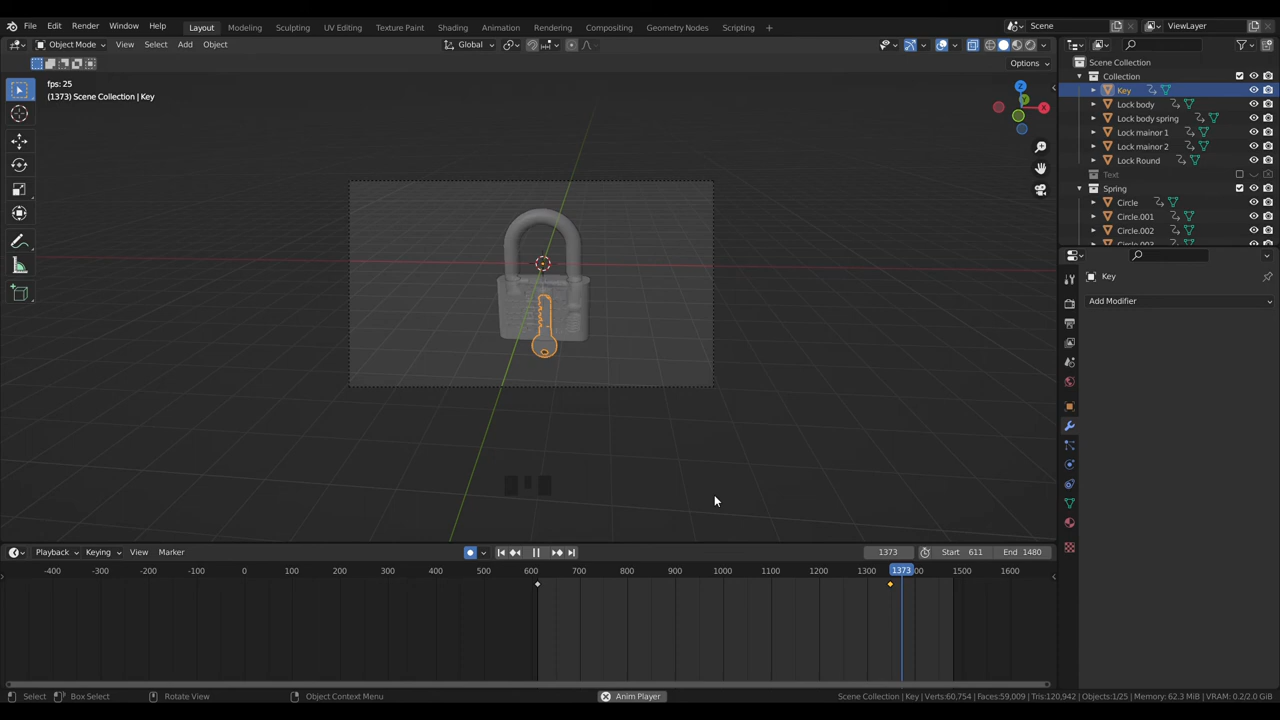 File Edit Render Window Help Layout Modeling Sculpting UV Editing Texture Paint Shading Animation Rendering Compositing Geometry Nodes Scripting + Scene ViewLayer
Object Mode View Select Add Object Global
Options
fps: 25
(1373) Scene Collection | Key
Z
Y
X
Scene Collection
Collection
Key
Lock body
Lock body spring
Lock mainor 1
Lock mainor 2
Lock Round
Text
Spring
Circle
Circle.001
Circle.002
Circle.003
Key
Add Modifier
Playback Keying View Marker 1373 Start 611 End 1480
-400 -300 -200 -100 0 100 200 300 400 500 600 700 800 900 1000 1100 1200 1300 1373 1500 1600
Select Box Select Rotate View Object Context Menu Anim Player Scene Collection | Key | Verts:60,754 | Faces:59,009 | Tris:120,942 | Objects:1/25 | Memory: 62.3 MiB | VRAM: 0.2/2.0 GiB